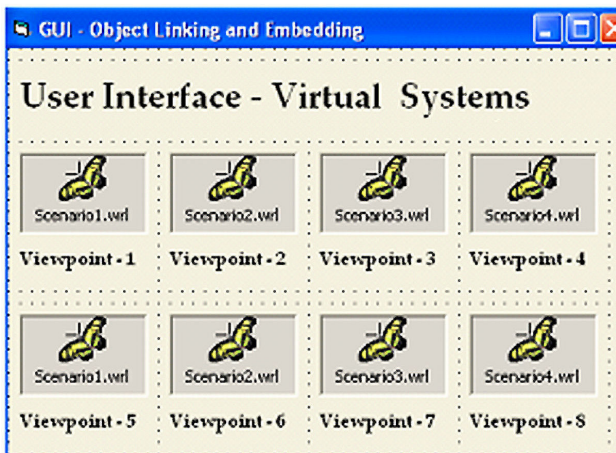 GUI - Object Linking and Embedding
User Interface - Virtual Systems
Scenario1.wrl Scenario2.wrl Scenario3.wrl Scenario4.wrl
Viewpoint - 1 Viewpoint - 2 Viewpoint - 3 Viewpoint - 4
Scenario1.wrl Scenario2.wrl Scenario3.wrl Scenario4.wrl
Viewpoint - 5 Viewpoint - 6 Viewpoint - 7 Viewpoint - 8